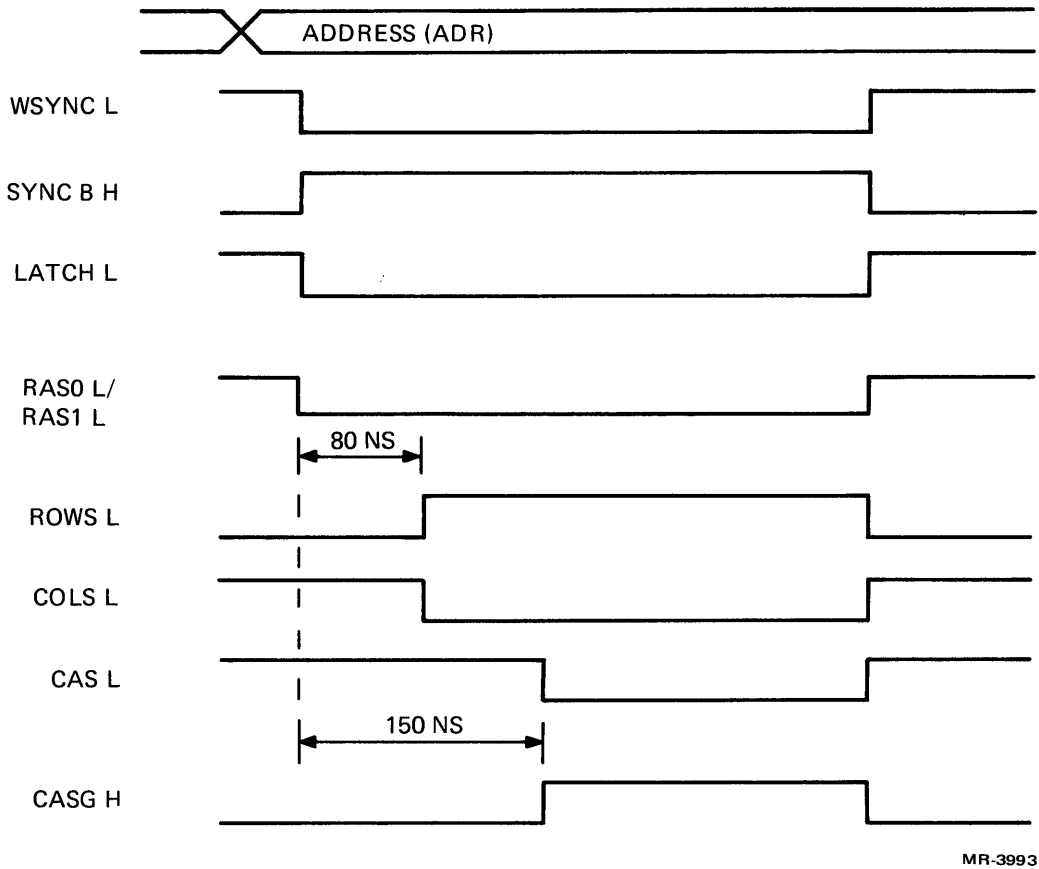 ADDRESS (ADR)
WSYNC L
SYNC B H
LATCH L
RAS0 L/
RAS1 L
80 NS
ROWS L
COLS L
CAS L
150 NS
CASG H
MR-3993